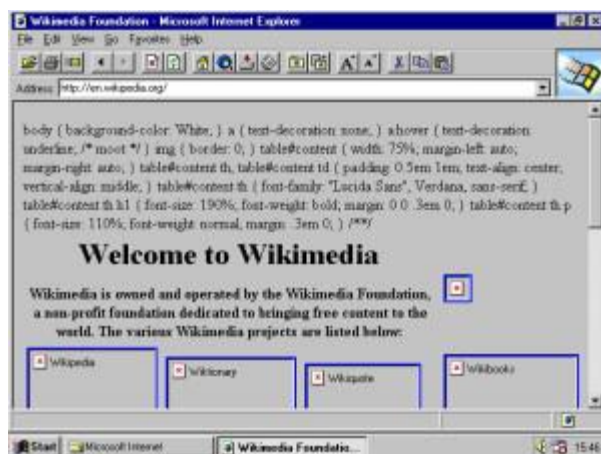 Wikimedia Foundation - Microsoft Internet Explorer
File Edit View Go Favorites Help
Address http://en.wikipedia.org/
body { background-color: White; } a { text-decoration: none; } a:hover { text-decoration:
underline; /* moot */ } img { border: 0; } table#content { width: 75%; margin-left: auto;
margin-right: auto; } table#content th, table#content td { padding: 0.5em 1em; text-align: center;
vertical-align: middle; } table#content th { font-family: "Lucida Sans", Verdana, sans-serif; }
table#content th h1 { font-size: 190%; font-weight: bold; margin: 0 0 .3em 0; } table#content th p
{ font-size: 110%; font-weight: normal; margin: .3em 0; } /**/
Welcome to Wikimedia
Wikimedia is owned and operated by the Wikimedia Foundation,
a non-profit foundation dedicated to bringing free content to the
world. The various Wikimedia projects are listed below:
Wikipedia Wiktionary Wikiquote Wikibooks
Start Microsoft Internet Wikimedia Foundatio... 15:46